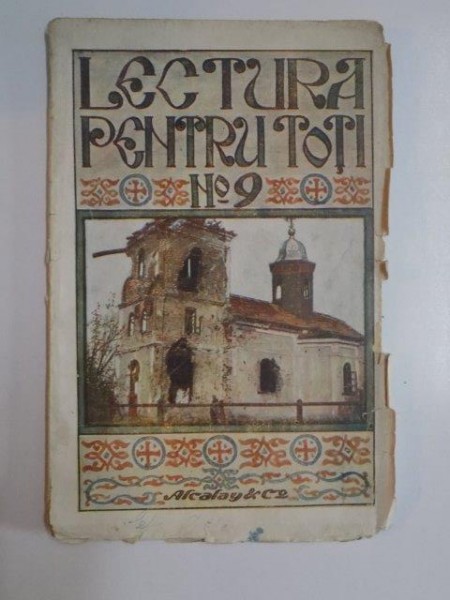 LECTURA
PENTRU TOȚI
No 9
Alcalay & Co